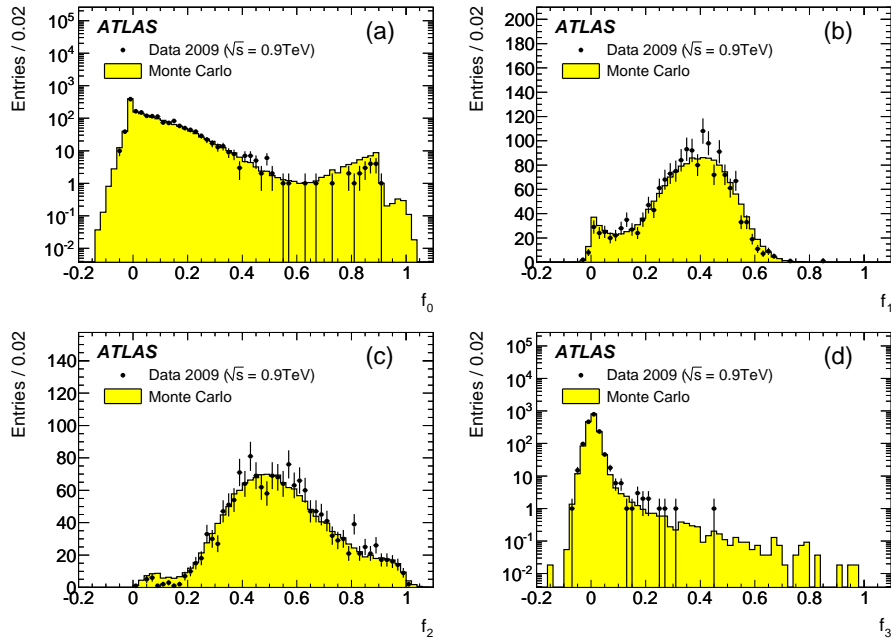 ATLAS (a)
Data 2009 (√s = 0.9TeV)
Monte Carlo
Entries / 0.02
10⁵
10⁴
10³
10²
10
1
10⁻¹
10⁻²
-0.2 0 0.2 0.4 0.6 0.8 1
f₀
ATLAS (b)
Data 2009 (√s = 0.9TeV)
Monte Carlo
Entries / 0.02
200
180
160
140
120
100
80
60
40
20
0
-0.2 0 0.2 0.4 0.6 0.8 1
f₁
ATLAS (c)
Data 2009 (√s = 0.9TeV)
Monte Carlo
Entries / 0.02
140
120
100
80
60
40
20
0
-0.2 0 0.2 0.4 0.6 0.8 1
f₂
ATLAS (d)
Data 2009 (√s = 0.9TeV)
Monte Carlo
Entries / 0.02
10⁵
10⁴
10³
10²
10
1
10⁻¹
10⁻²
-0.2 0 0.2 0.4 0.6 0.8 1
f₃